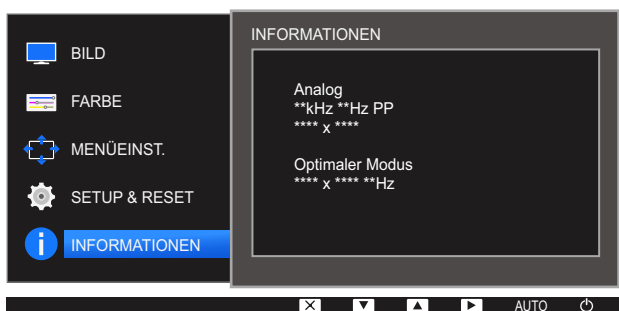 BILD
FARBE
MENÜEINST.
SETUP & RESET
INFORMATIONEN
INFORMATIONEN
Analog
**kHz **Hz PP
**** x ****
Optimaler Modus
**** x **** **Hz
AUTO